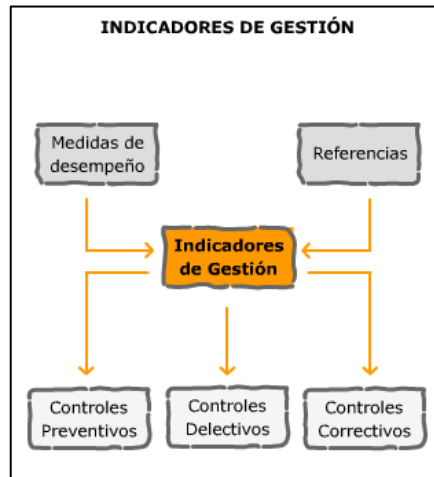 INDICADORES DE GESTIÓN
Medidas de
desempeño
Referencias
Indicadores
de Gestión
Controles
Preventivos
Controles
Delectivos
Controles
Correctivos